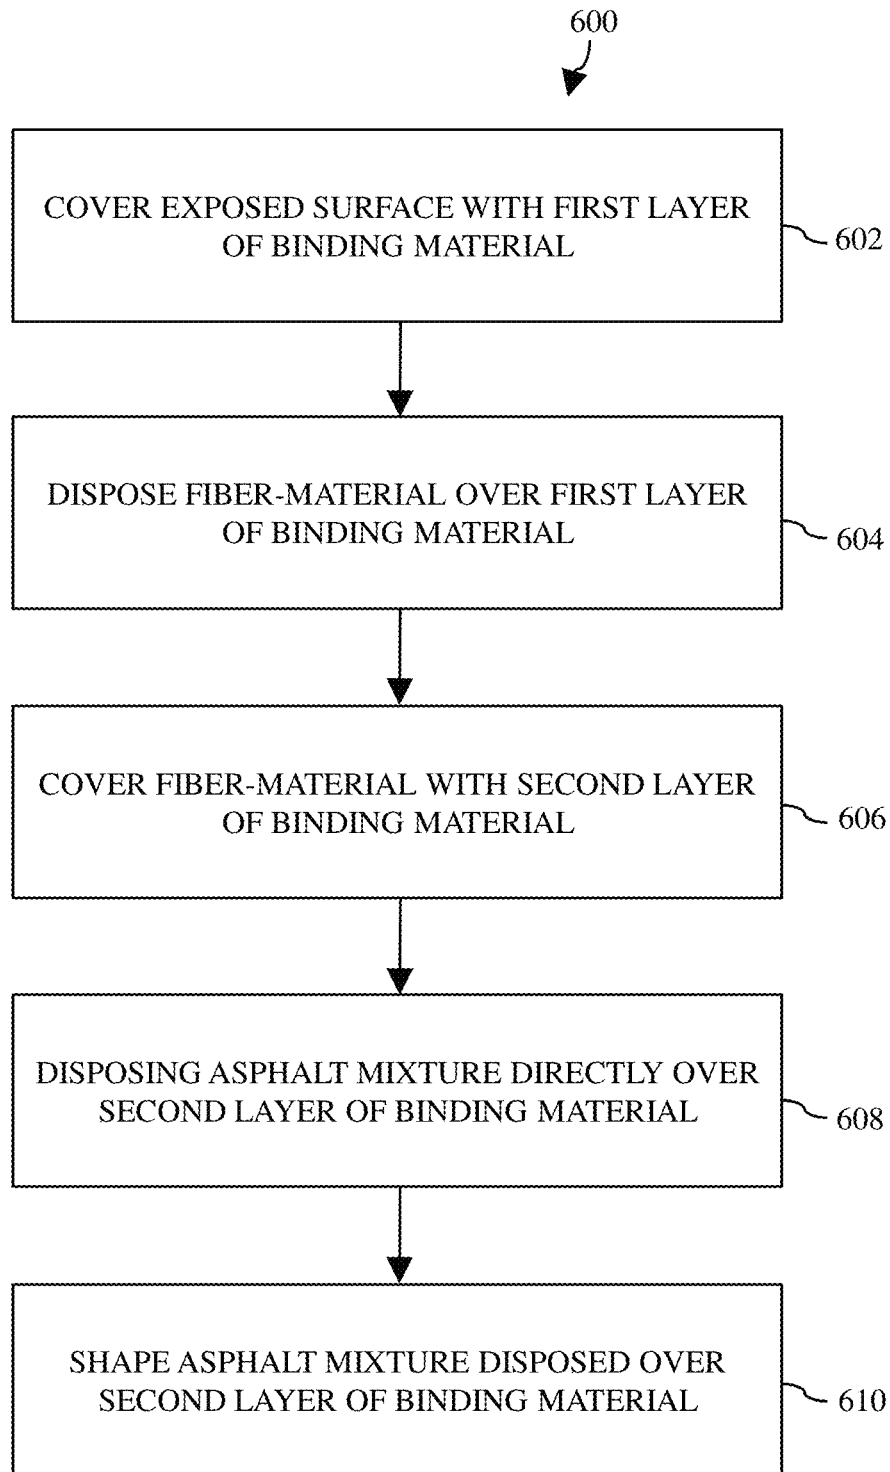 600
COVER EXPOSED SURFACE WITH FIRST LAYER
OF BINDING MATERIAL
602
DISPOSE FIBER-MATERIAL OVER FIRST LAYER
OF BINDING MATERIAL
604
COVER FIBER-MATERIAL WITH SECOND LAYER
OF BINDING MATERIAL
606
DISPOSING ASPHALT MIXTURE DIRECTLY OVER
SECOND LAYER OF BINDING MATERIAL
608
SHAPE ASPHALT MIXTURE DISPOSED OVER
SECOND LAYER OF BINDING MATERIAL
610